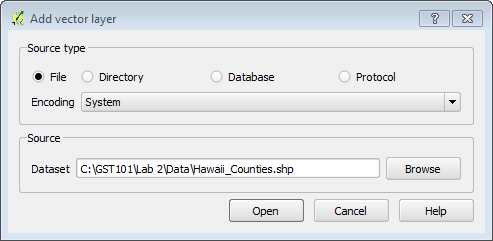 Add vector layer
Source type
File Directory Database Protocol
Encoding System
Source
Dataset C:\GST101\Lab 2\Data\Hawaii_Counties.shp Browse
Open Cancel Help